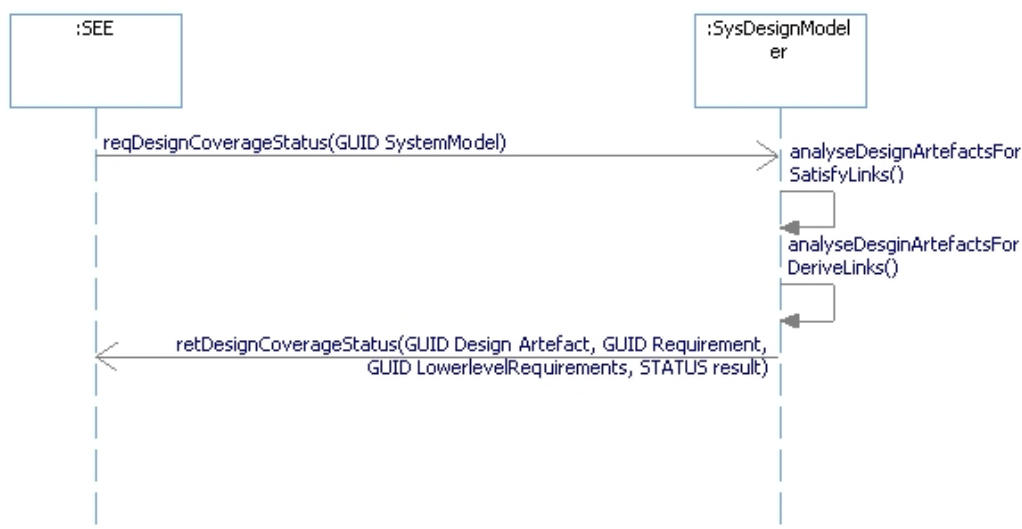 :SEE
:SysDesignModel
er
reqDesignCoverageStatus(GUID SystemModel)
analyseDesignArtefactsFor
SatisfyLinks()
analyseDesginArtefactsFor
DeriveLinks()
retDesignCoverageStatus(GUID Design Artefact, GUID Requirement,
GUID LowerlevelRequirements, STATUS result)